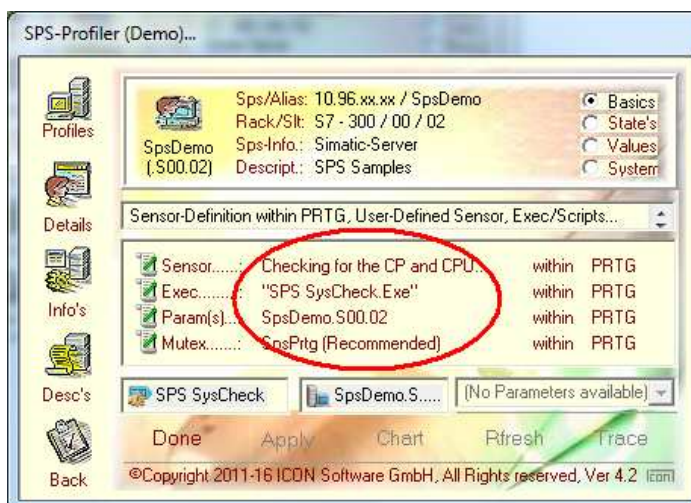 SPS-Profiler (Demo)...
Profiles
Details
Info's
Desc's
Back
SpsDemo
(.S00.02)
Sps/Alias: 10.96.xx.xx / SpsDemo
Rack/Slt: S7 - 300 / 00 / 02
Sps-Info.: Simatic-Server
Descript.: SPS Samples
Basics
State's
Values
System
Sensor-Definition within PRTG, User-Defined Sensor, Exec/Scripts...
Sensor......: Checking for the CP and CPU... within PRTG
Exec........: "SPS SysCheck.Exe" within PRTG
Param(s)...: SpsDemo.S00.02 within PRTG
Mutex.......: SpsPrtg (Recommended) within PRTG
SPS SysCheck SpsDemo.S..... (No Parameters available)
Done Apply Chart Rfresh Trace
©Copyright 2011-16 ICON Software GmbH, All Rights reserved, Ver 4.2 Icon